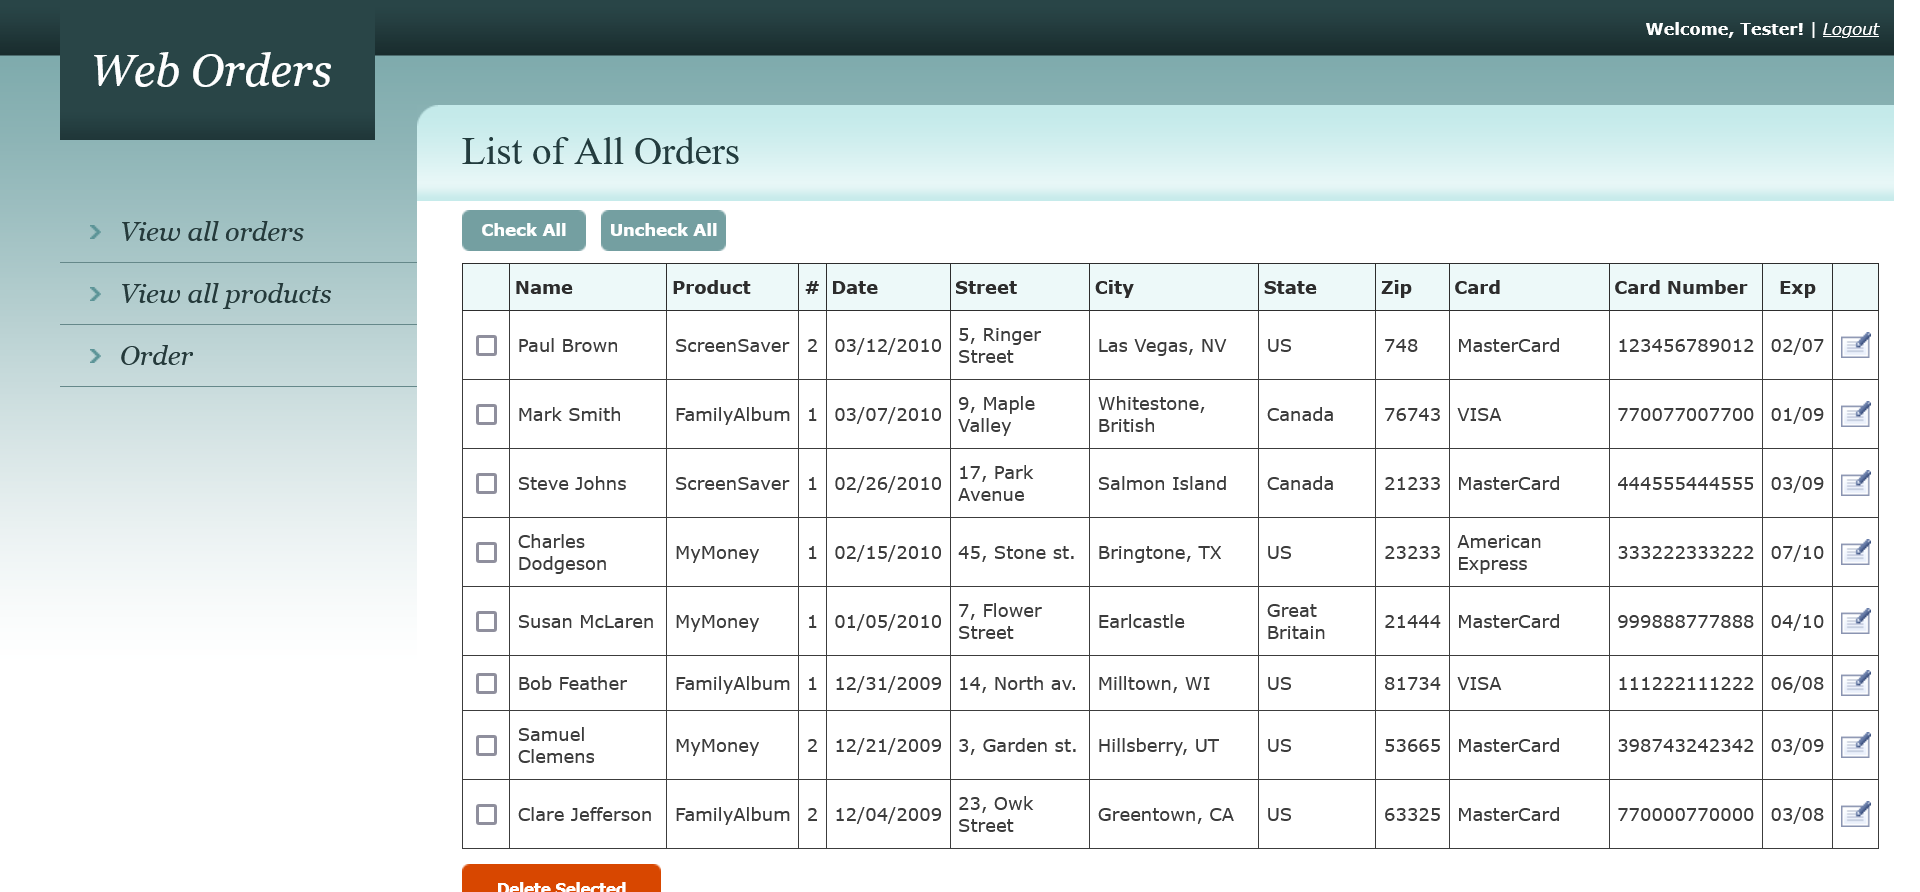 Welcome, Tester! | Logout
Web Orders
List of All Orders
View all orders
View all products
Order
Check All Uncheck All
Name Product # Date Street City State Zip Card Card Number Exp
Paul Brown ScreenSaver 2 03/12/2010 5, Ringer Street Las Vegas, NV US 748 MasterCard 123456789012 02/07
Mark Smith FamilyAlbum 1 03/07/2010 9, Maple Valley Whitestone, British Canada 76743 VISA 770077007700 01/09
Steve Johns ScreenSaver 1 02/26/2010 17, Park Avenue Salmon Island Canada 21233 MasterCard 444555444555 03/09
Charles Dodgeson MyMoney 1 02/15/2010 45, Stone st. Bringtone, TX US 23233 American Express 333222333222 07/10
Susan McLaren MyMoney 1 01/05/2010 7, Flower Street Earlcastle Great Britain 21444 MasterCard 999888777888 04/10
Bob Feather FamilyAlbum 1 12/31/2009 14, North av. Milltown, WI US 81734 VISA 111222111222 06/08
Samuel Clemens MyMoney 2 12/21/2009 3, Garden st. Hillsberry, UT US 53665 MasterCard 398743242342 03/09
Clare Jefferson FamilyAlbum 2 12/04/2009 23, Owk Street Greentown, CA US 63325 MasterCard 770000770000 03/08
Delete Selected